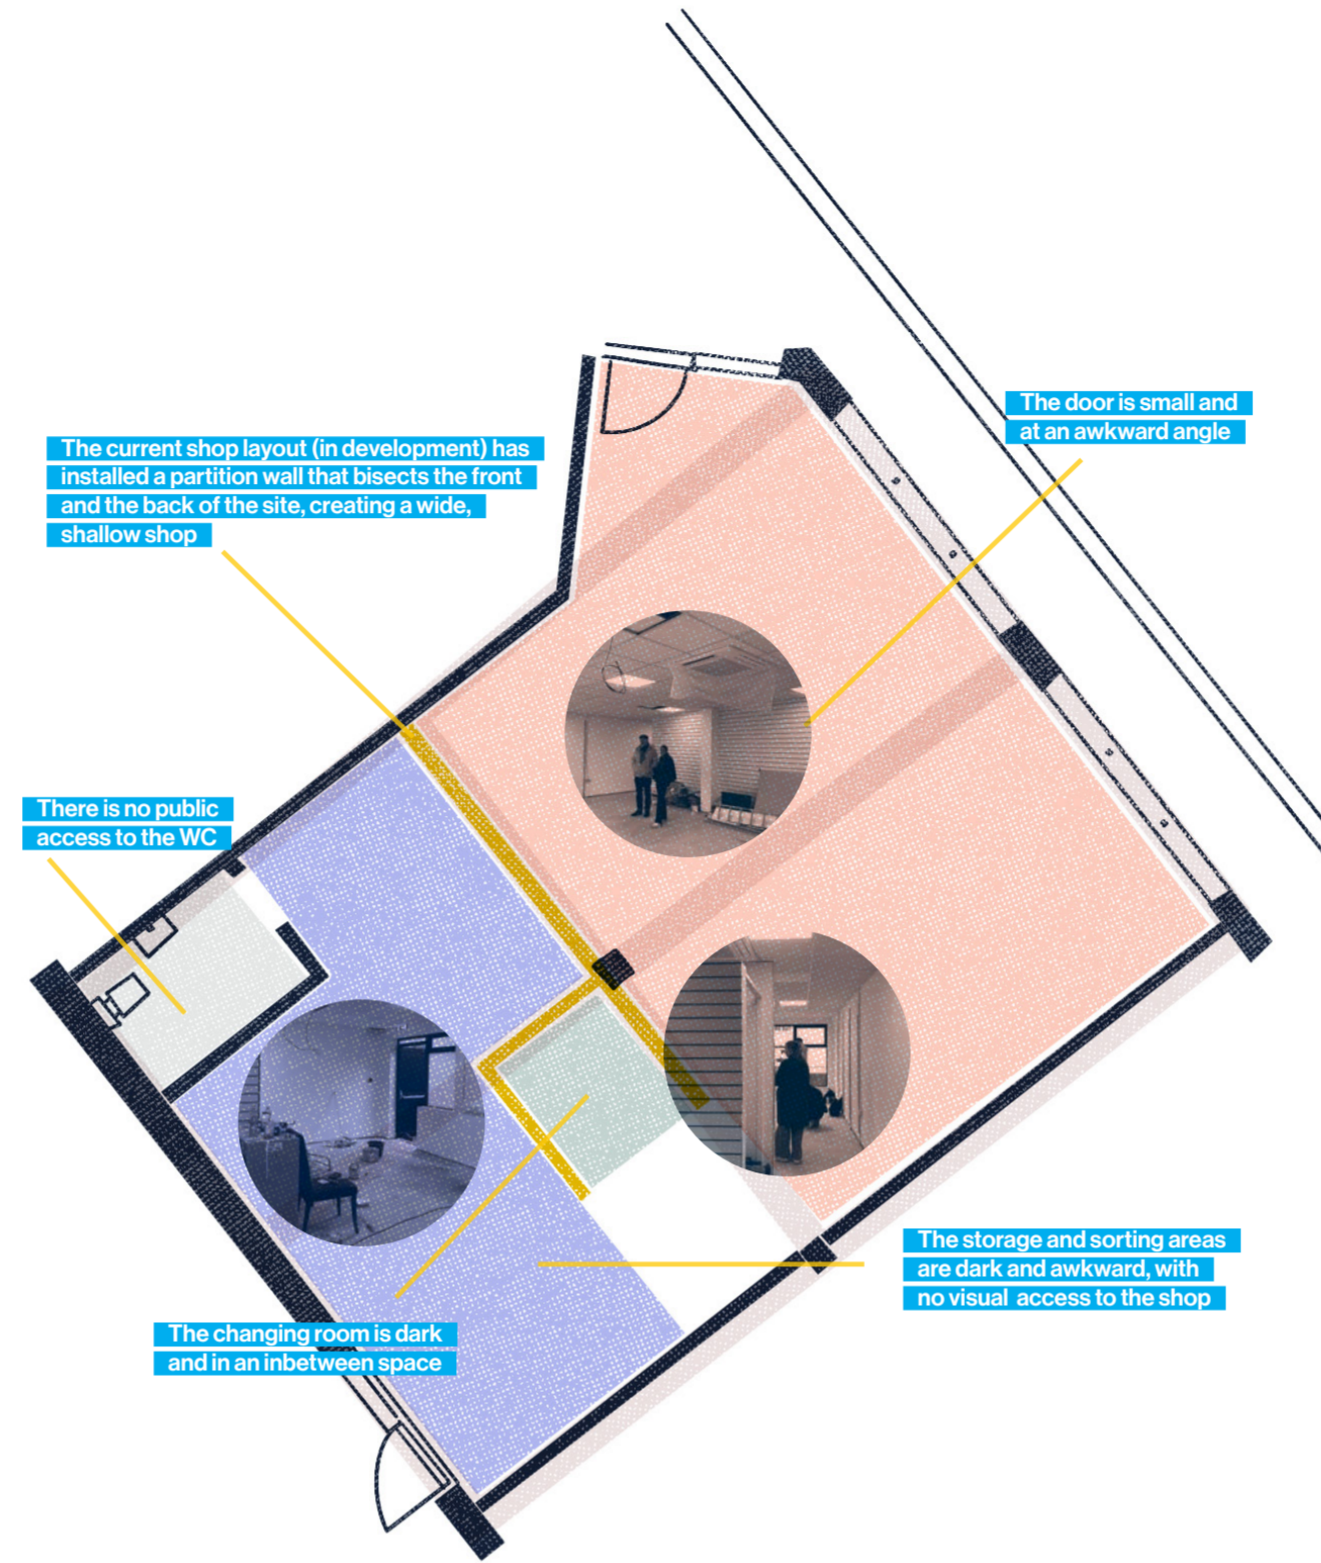 The door is small and
at an awkward angle
The current shop layout (in development) has
installed a partition wall that bisects the front
and the back of the site, creating a wide,
shallow shop
There is no public
access to the WC
The storage and sorting areas
are dark and awkward, with
no visual access to the shop
The changing room is dark
and in an inbetween space